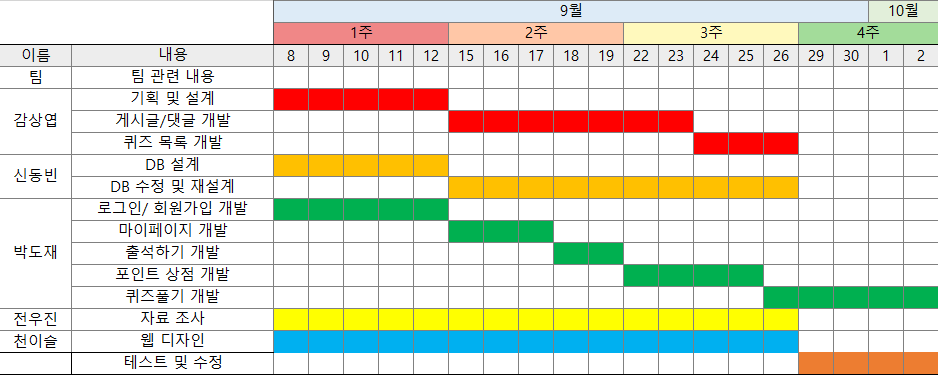 9월 10월
1주 2주 3주 4주
이름 내용 8 9 10 11 12 15 16 17 18 19 22 23 24 25 26 29 30 1 2
팀 팀 관련 내용
기획 및 설계
감상엽 게시글/댓글 개발
퀴즈 목록 개발
신동빈 DB 설계
DB 수정 및 재설계
로그인/ 회원가입 개발
마이페이지 개발
박도재 출석하기 개발
포인트 상점 개발
퀴즈풀기 개발
전우진 자료 조사
천이슬 웹 디자인
테스트 및 수정